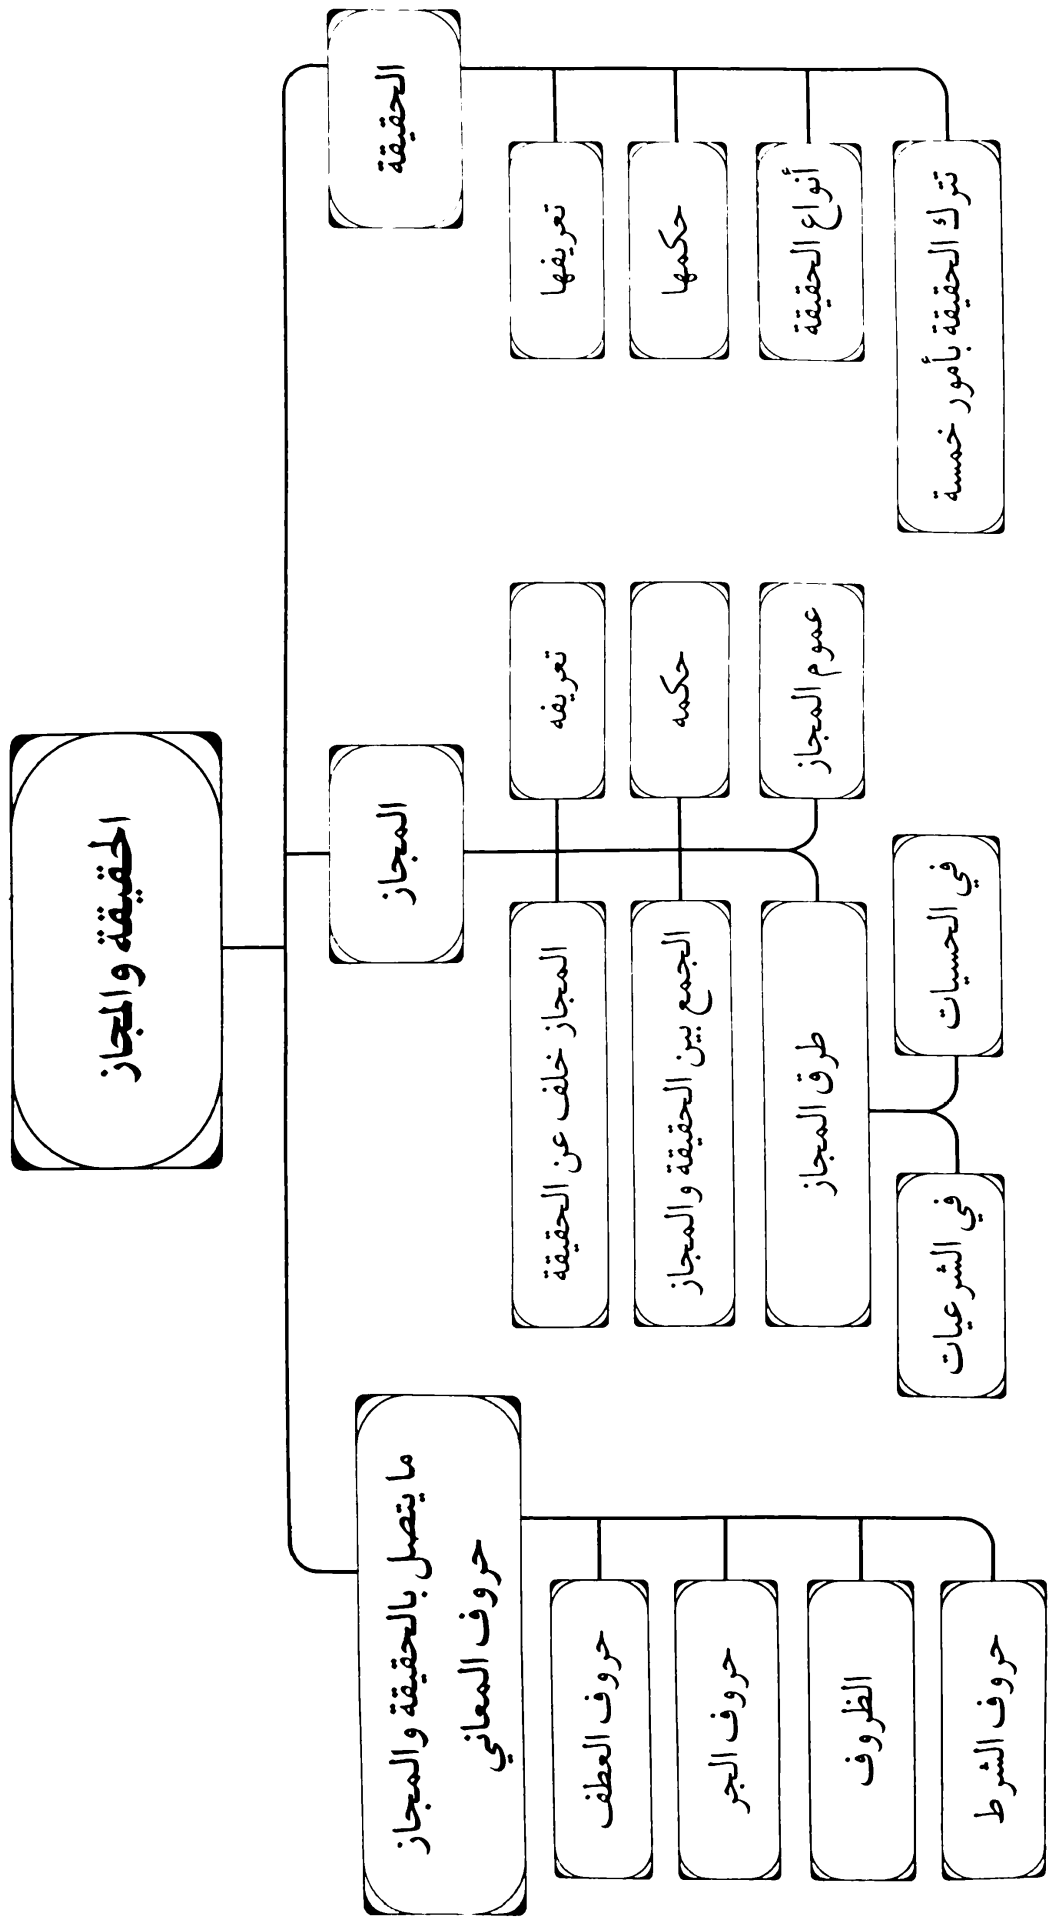 الحقيقة والمجاز
الحقيقة
تعريفها
حكمها
أنواع الحقيقة
تترك الحقيقة بأمور خمسة
المجاز
تعريفه
المجاز خلف عن الحقيقة
حكمه
الجمع بين الحقيقة والمجاز
عموم المجاز
طرق المجاز
في الحسيات
في الشرعيات
ما يتصل بالحقيقة والمجاز
حروف المعاني
حروف العطف
حروف الجر
الظروف
حروف الشرط